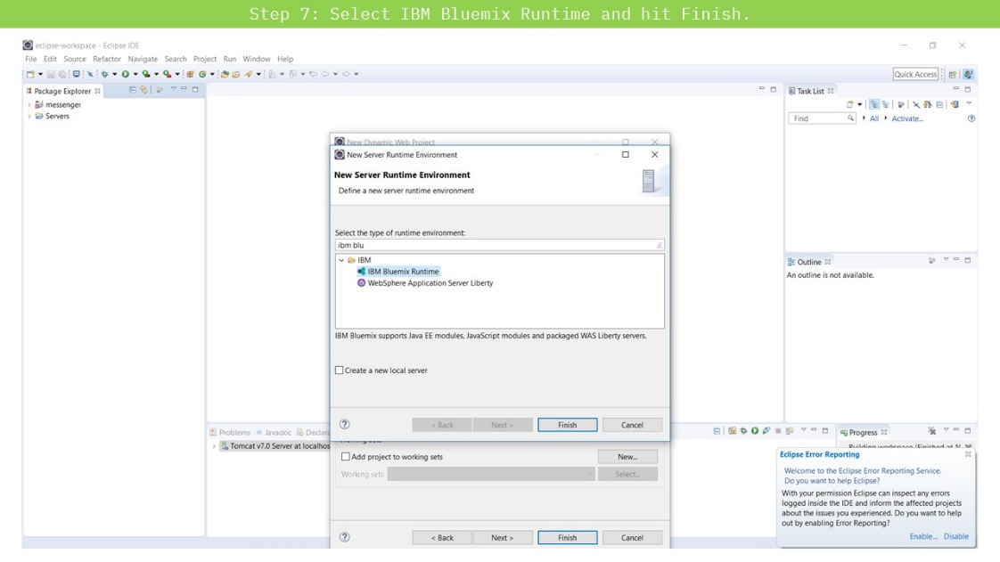 Step 7: Select IBM Bluemix Runtime and hit Finish.
eclipse-workspace - Eclipse IDE
File Edit Source Refactor Navigate Search Project Run Window Help
Quick Access
Package Explorer
messenger
Servers
Task List
Find
All
Activate...
New Dynamic Web Project
New Server Runtime Environment
New Server Runtime Environment
Define a new server runtime environment
Select the type of runtime environment:
ibm blu
IBM
IBM Bluemix Runtime
WebSphere Application Server Liberty
IBM Bluemix supports Java EE modules, JavaScript modules and packaged WAS Liberty servers.
Create a new local server
< Back Next > Finish Cancel
Outline
An outline is not available.
Problems Javadoc Declar
Tomcat v7.0 Server at localhos
Add project to working sets
New...
Working sets:
Select...
< Back Next > Finish Cancel
Progress
Eclipse Error Reporting
Welcome to the Eclipse Error Reporting Service.
Do you want to help Eclipse?
With your permission Eclipse can inspect any errors
logged inside the IDE and inform the affected projects
about the issues you experienced. Do you want to help
out by enabling Error Reporting?
Enable... Disable